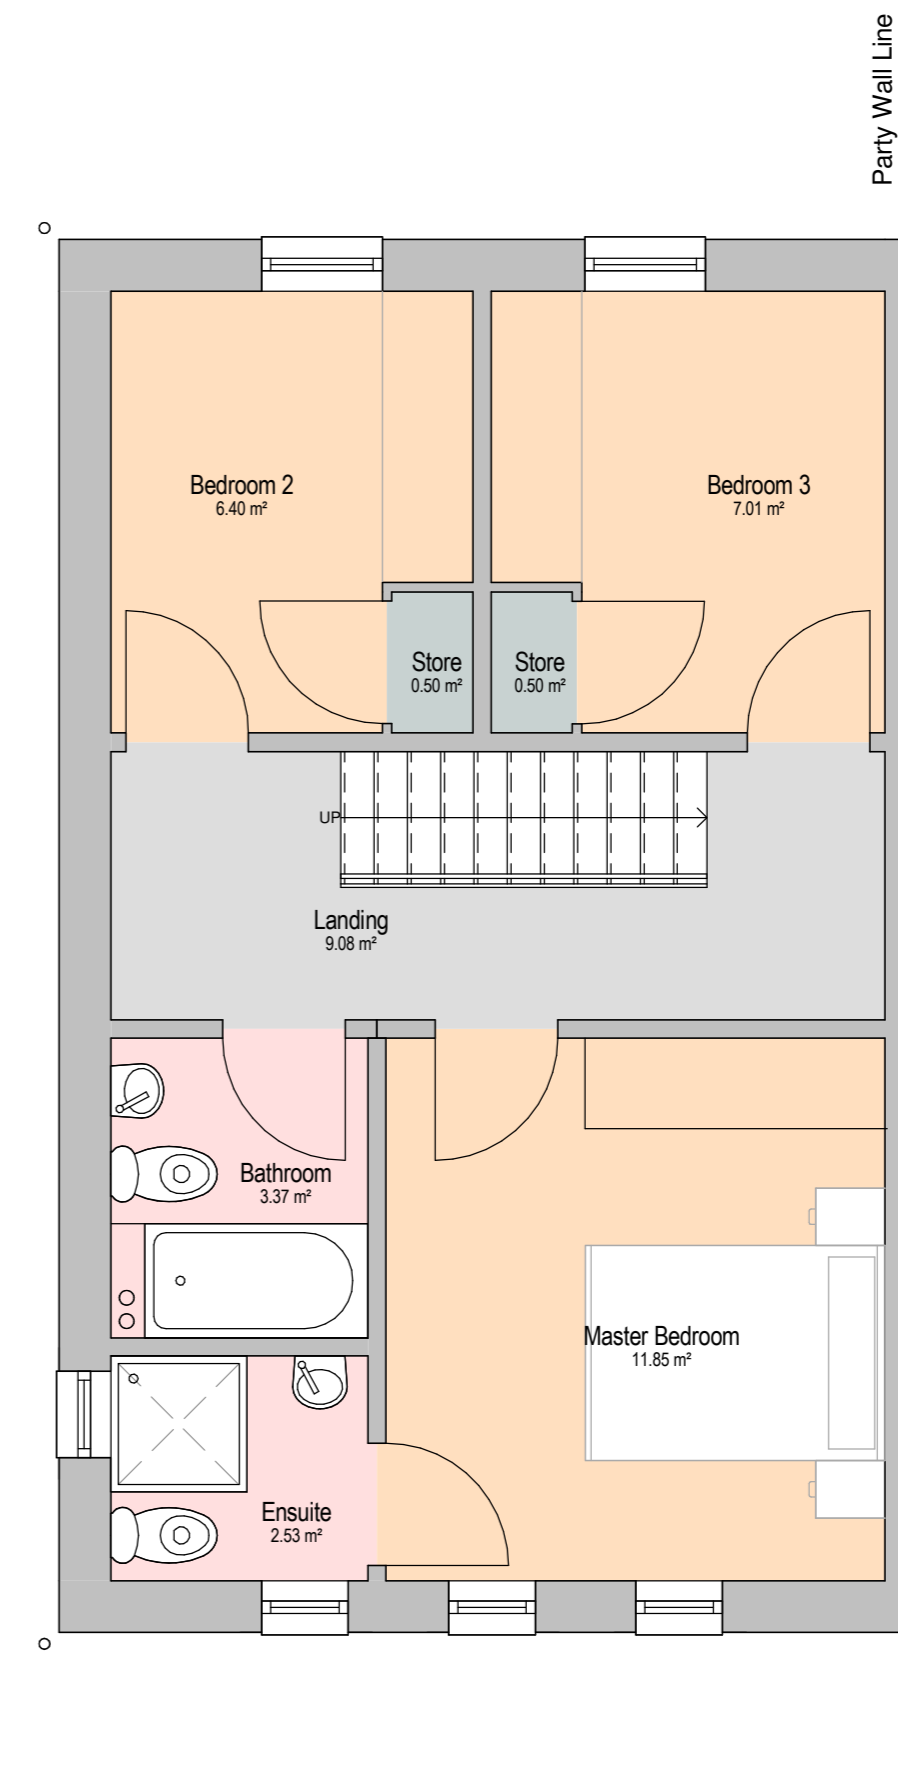 Party Wall Line
Bedroom 2
6.40 m²
Bedroom 3
7.01 m²
Store
0.50 m²
Store
0.50 m²
UP
Landing
9.08 m²
Bathroom
3.37 m²
Master Bedroom
11.85 m²
Ensuite
2.53 m²